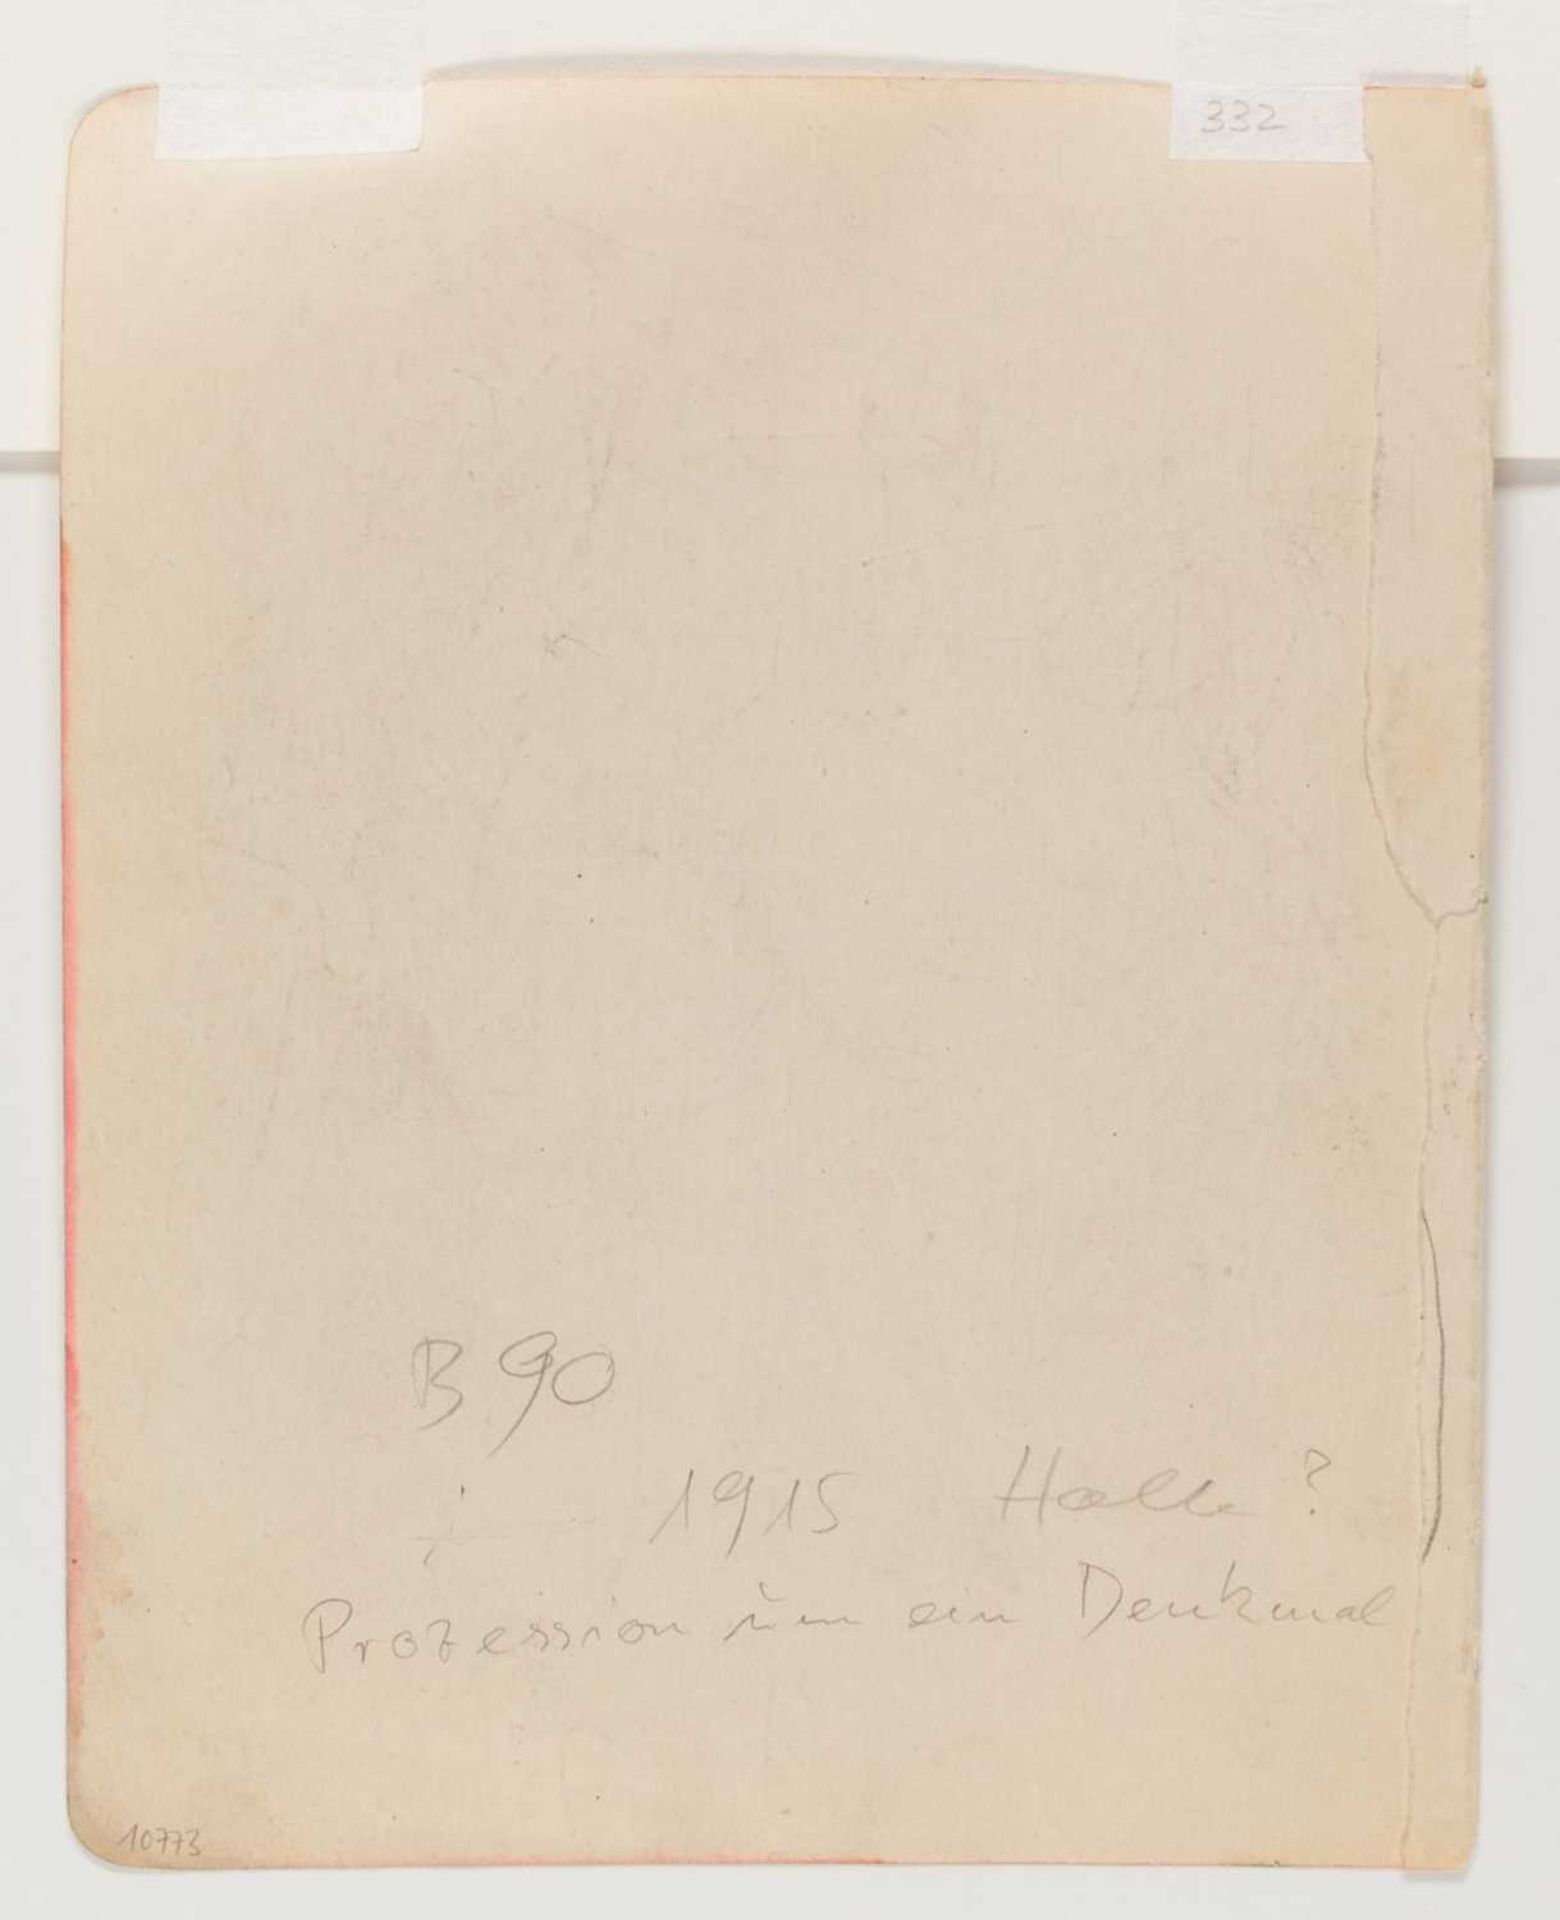 332
B 90
1915 Halle ?
Prozession um ein Denkmal
10773